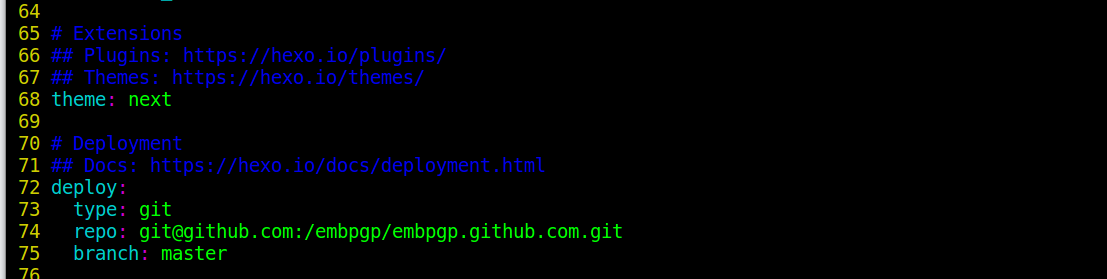 64
65 # Extensions
66 ## Plugins: https://hexo.io/plugins/
67 ## Themes: https://hexo.io/themes/
68 theme: next
69
70 # Deployment
71 ## Docs: https://hexo.io/docs/deployment.html
72 deploy:
73   type: git
74   repo: git@github.com:/embpgp/embpgp.github.com.git
75   branch: master
76